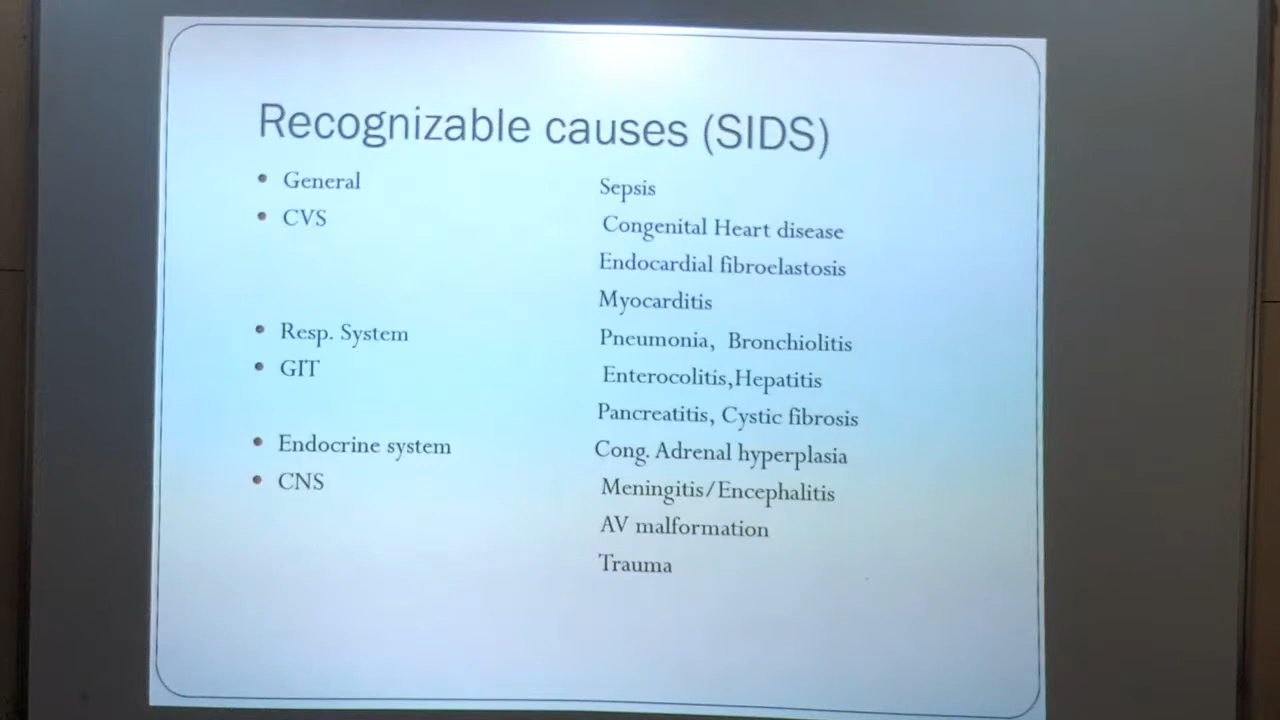 Recognizable causes (SIDS)
• General Sepsis
• CVS Congenital Heart disease
Endocardial fibroelastosis
Myocarditis
• Resp. System Pneumonia, Bronchiolitis
• GIT Enterocolitis,Hepatitis
Pancreatitis, Cystic fibrosis
• Endocrine system Cong. Adrenal hyperplasia
• CNS Meningitis/Encephalitis
AV malformation
Trauma